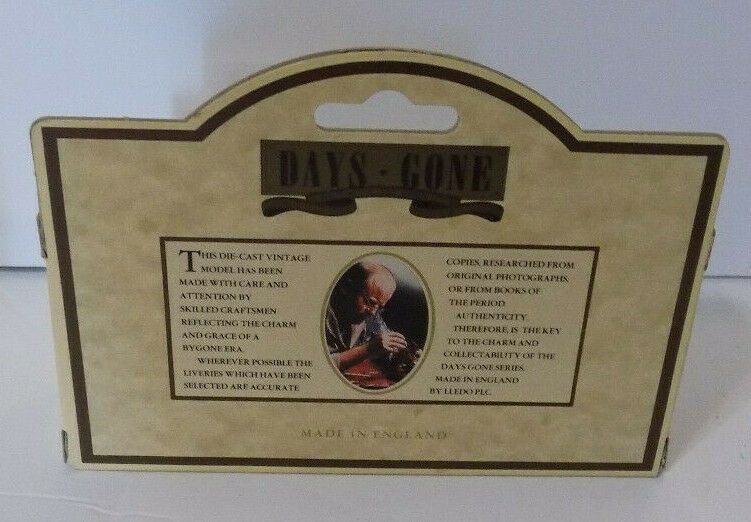 DAYS · GONE
THIS DIE-CAST VINTAGE
MODEL HAS BEEN
MADE WITH CARE AND
ATTENTION BY
SKILLED CRAFTSMEN
REFLECTING THE CHARM
AND GRACE OF A
BYGONE ERA.
WHEREVER POSSIBLE THE
LIVERIES WHICH HAVE BEEN
SELECTED ARE ACCURATE
COPIES, RESEARCHED FROM
ORIGINAL PHOTOGRAPHS,
OR FROM BOOKS OF
THE PERIOD.
AUTHENTICITY,
THEREFORE, IS THE KEY
TO THE CHARM AND
COLLECTABILITY OF THE
DAYS GONE SERIES.
MADE IN ENGLAND
BY LLEDO PLC.
MADE IN ENGLAND